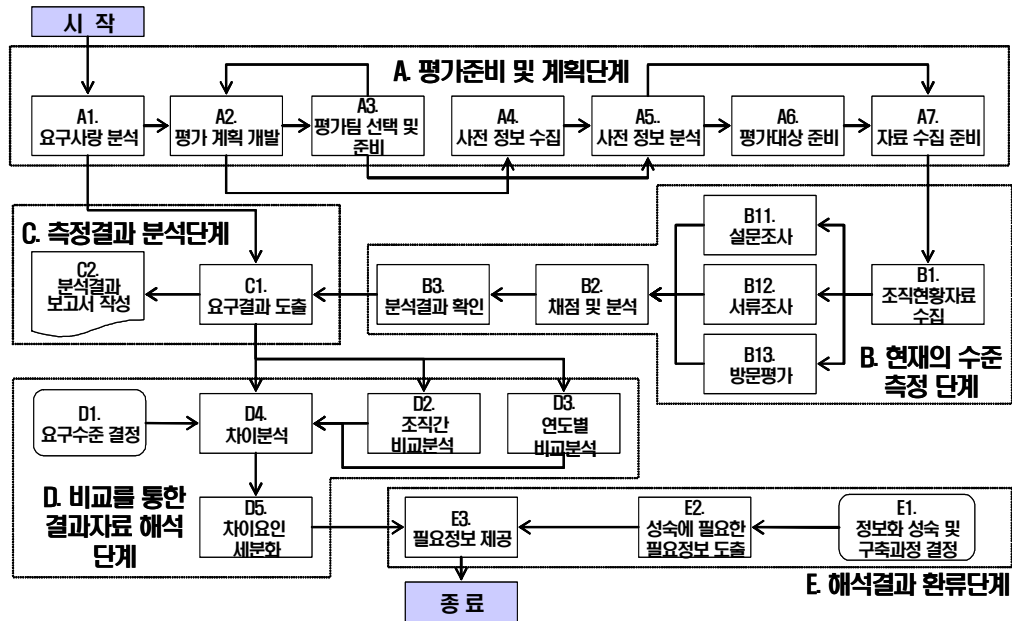 시 작
A. 평가준비 및 계획단계
A1.
요구사랑 분석
A2.
평가 계획 개발
A3.
평가팀 선택 및
준비
A4.
사전 정보 수집
A5..
사전 정보 분석
A6.
평가대상 준비
A7.
자료 수집 준비
C. 측정결과 분석단계
C2.
분석결과
보고서 작성
C1.
요구결과 도출
B3.
분석결과 확인
B2.
채점 및 분석
B11.
설문조사
B12.
서류조사
B13.
방문평가
B1.
조직현황자료
수집
B. 현재의 수준
측정 단계
D1.
요구수준 결정
D4.
차이분석
D2.
조직간
비교분석
D3.
연도별
비교분석
D. 비교를 통한
결과자료 해석
단계
D5.
차이요인
세분화
E3.
필요정보 제공
E2.
성숙에 필요한
필요정보 도출
E1.
정보화 성숙 및
구축과정 결정
E. 해석결과 환류단계
종 료